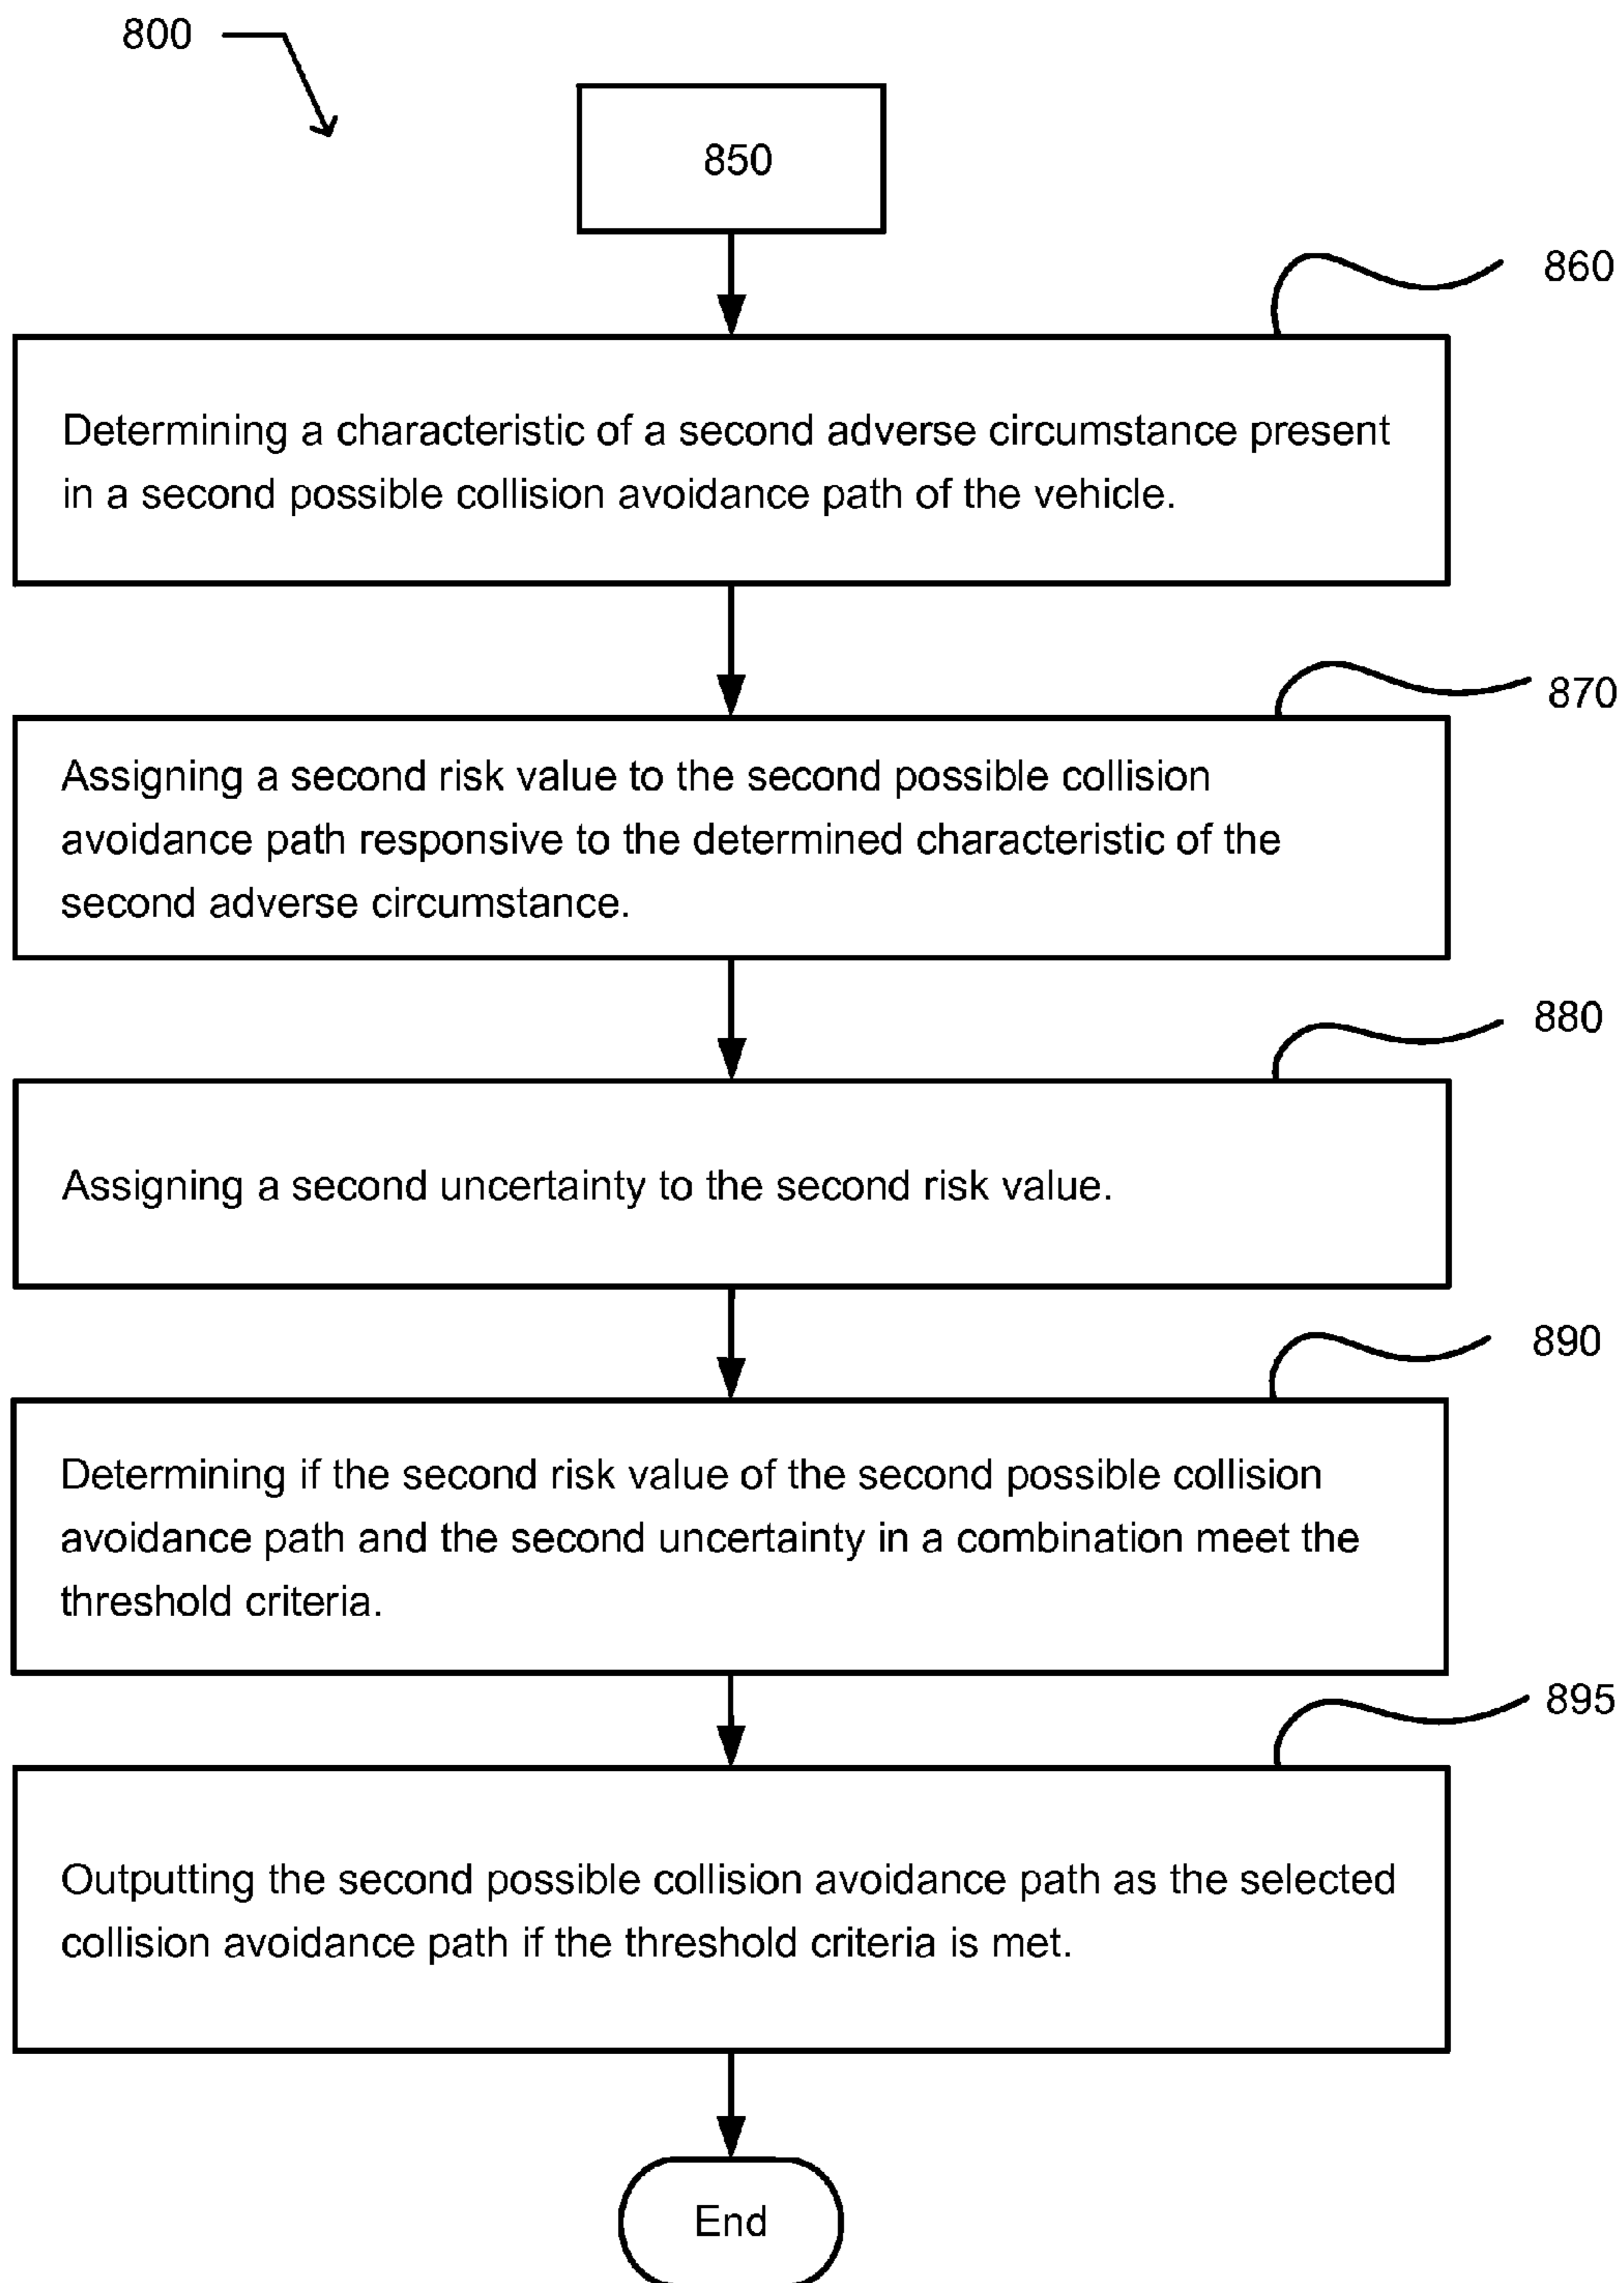 800
850
860
Determining a characteristic of a second adverse circumstance present
in a second possible collision avoidance path of the vehicle.
870
Assigning a second risk value to the second possible collision
avoidance path responsive to the determined characteristic of the
second adverse circumstance.
880
Assigning a second uncertainty to the second risk value.
890
Determining if the second risk value of the second possible collision
avoidance path and the second uncertainty in a combination meet the
threshold criteria.
895
Outputting the second possible collision avoidance path as the selected
collision avoidance path if the threshold criteria is met.
End